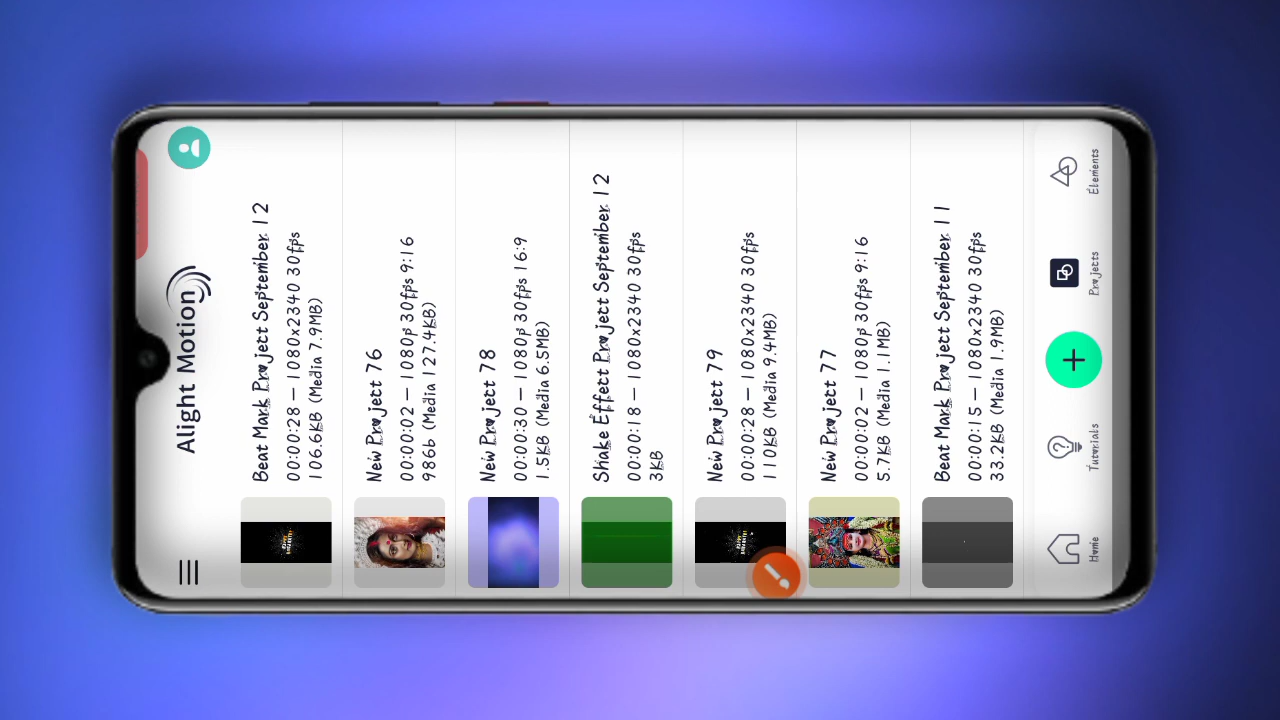 Alight Motion
Beat Mark Project September 12
00:00:28 — 1080x2340 30fps
106.6KB (Media 7.9MB)
New Project 76
00:00:02 — 1080p 30fps 9:16
986b (Media 127.4KB)
New Project 78
00:00:30 — 1080p 30fps 16:9
1.5KB (Media 6.5MB)
Shake Effect Project September 12
00:00:18 — 1080x2340 30fps
3KB
New Project 79
00:00:28 — 1080x2340 30fps
110KB (Media 9.4MB)
New Project 77
00:00:02 — 1080p 30fps 9:16
5.7KB (Media 1.1MB)
Beat Mark Project September 11
00:00:15 — 1080x2340 30fps
33.2KB (Media 1.9MB)
Home
Tutorials
Projects
Elements